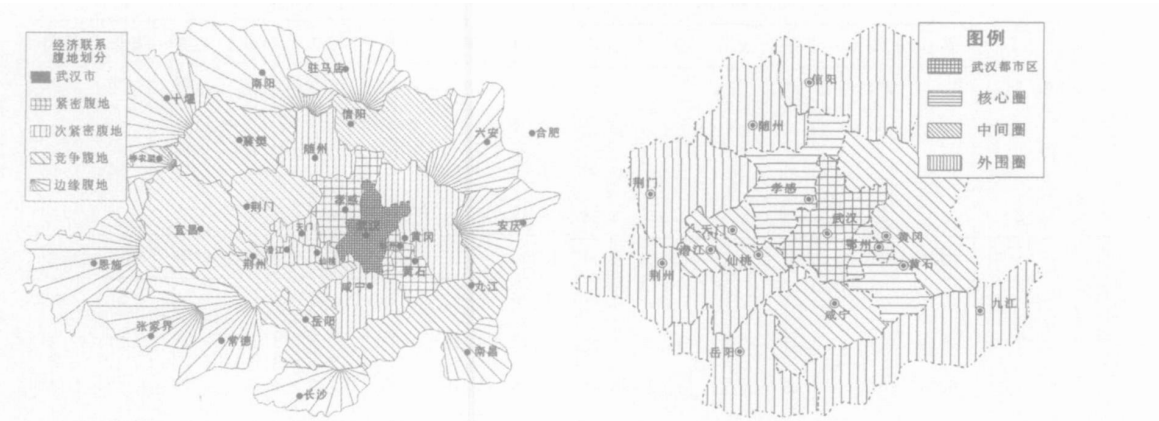 经济联系
腹地划分
武汉市
紧密腹地
次紧密腹地
竞争腹地
边缘腹地
南阳
驻马店
十堰
信阳
襄樊
随州
六安
合肥
荆门
孝感
武汉
宜昌
黄冈
安庆
荆州
黄石
恩施
咸宁
九江
岳阳
张家界
常德
南昌
长沙
图例
武汉都市区
核心圈
中间圈
外围圈
信阳
随州
荆门
孝感
武汉
天门
黄冈
鄂州
潜江
仙桃
黄石
荆州
九江
咸宁
岳阳